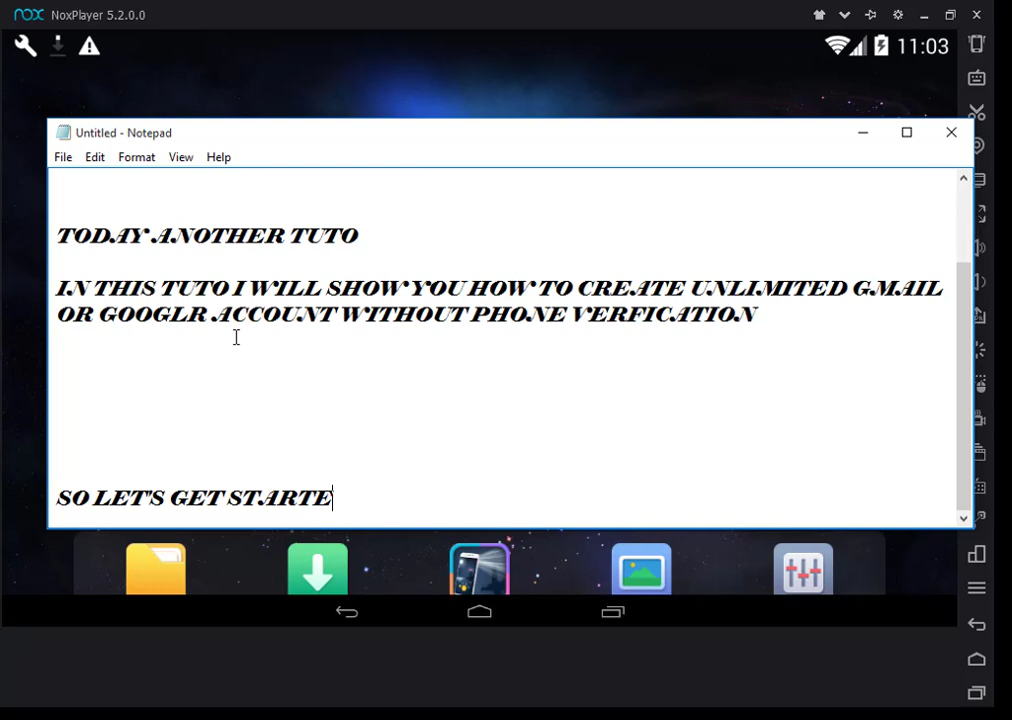 nox NoxPlayer 5.2.0.0
11:03
Untitled - Notepad
File Edit Format View Help
TODAY ANOTHER TUTO
IN THIS TUTO I WILL SHOW YOU HOW TO CREATE UNLIMITED GMAIL
OR GOOGLR ACCOUNT WITHOUT PHONE VERFICATION
SO LET'S GET STARTE